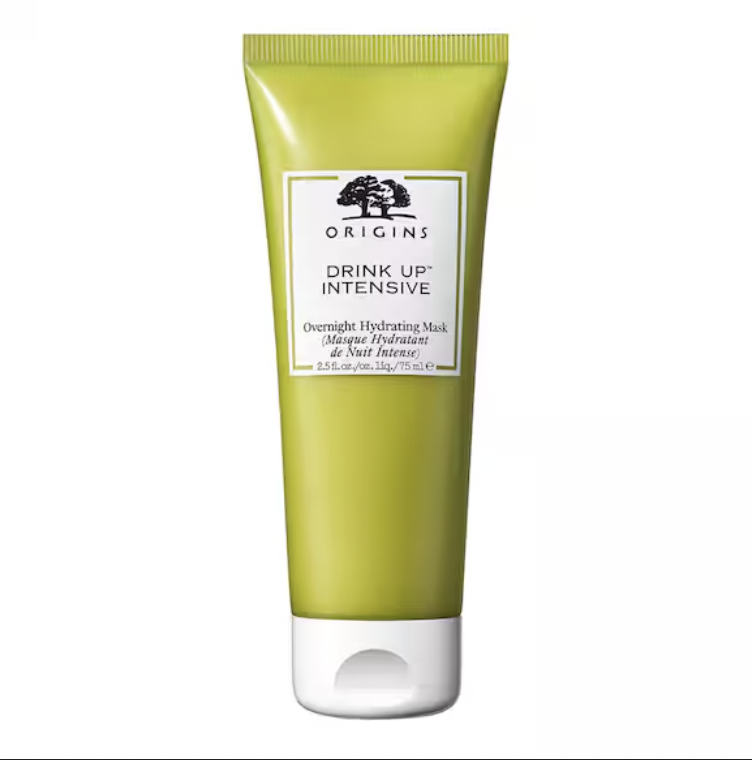 ORIGINS
DRINK UP™
INTENSIVE
Overnight Hydrating Mask
(Masque Hydratant
de Nuit Intense)
2.5 fl.oz./oz. liq./75 ml ℮